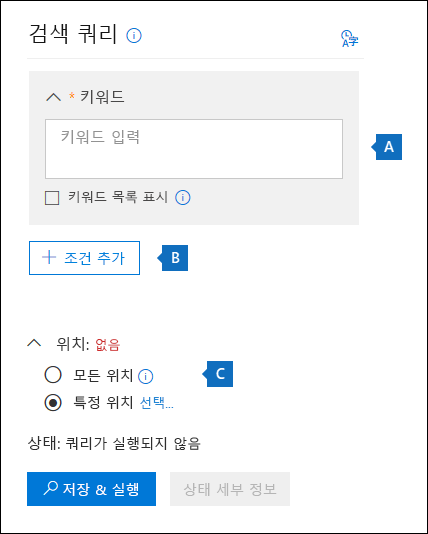 검색 쿼리
A字
* 키워드
키워드 입력
A
키워드 목록 표시
+ 조건 추가
B
위치: 없음
모든 위치
C
특정 위치 선택...
상태: 쿼리가 실행되지 않음
저장 & 실행 상태 세부 정보